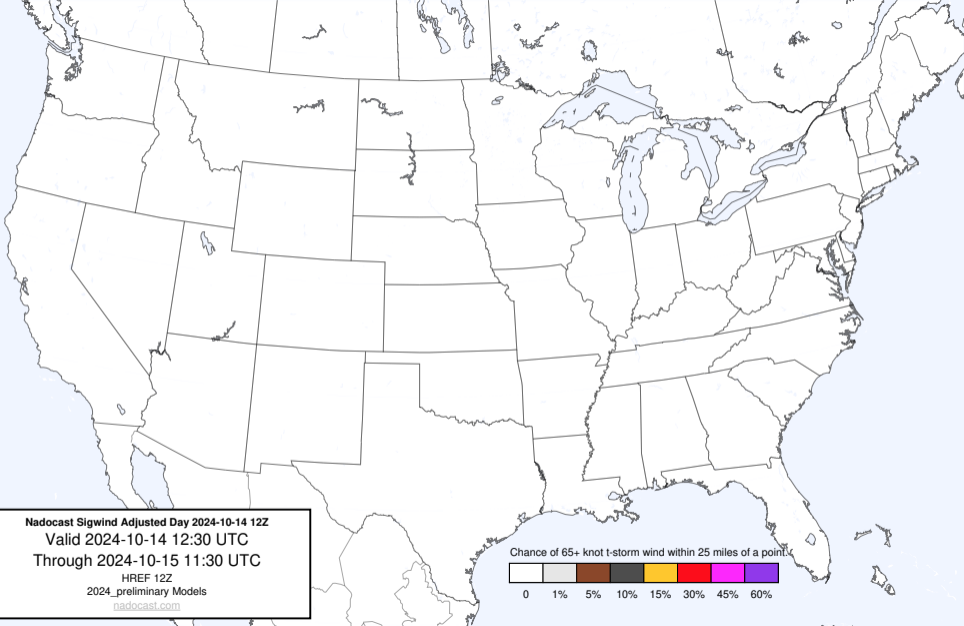 Nadocast Sigwind Adjusted Day 2024-10-14 12Z
Valid 2024-10-14 12:30 UTC
Through 2024-10-15 11:30 UTC
HREF 12Z
2024_preliminary Models
nadocast.com
Chance of 65+ knot t-storm wind within 25 miles of a point.
0 1% 5% 10% 15% 30% 45% 60%